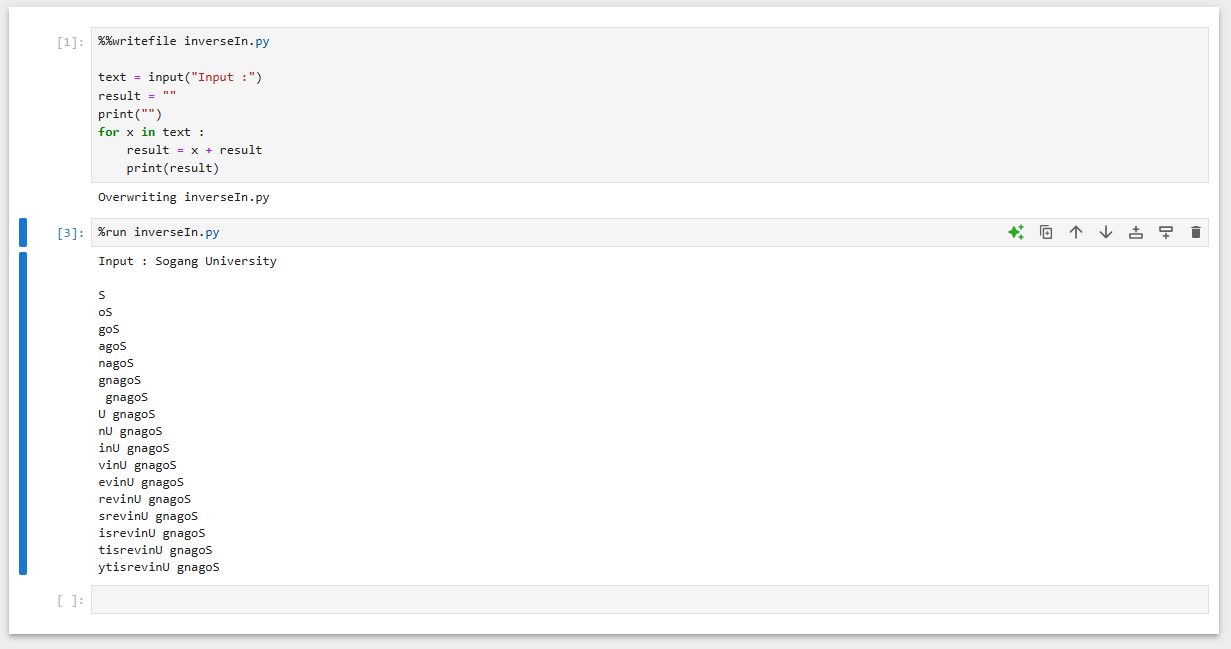 [1]: %%writefile inverseIn.py

text = input("Input :")
result = ""
print("")
for x in text :
    result = x + result
    print(result)
Overwriting inverseIn.py
[3]: %run inverseIn.py
Input : Sogang University

S
oS
goS
agoS
nagoS
gnagoS
 gnagoS
U gnagoS
nU gnagoS
inU gnagoS
vinU gnagoS
evinU gnagoS
revinU gnagoS
srevinU gnagoS
isrevinU gnagoS
tisrevinU gnagoS
ytisrevinU gnagoS
[ ]: